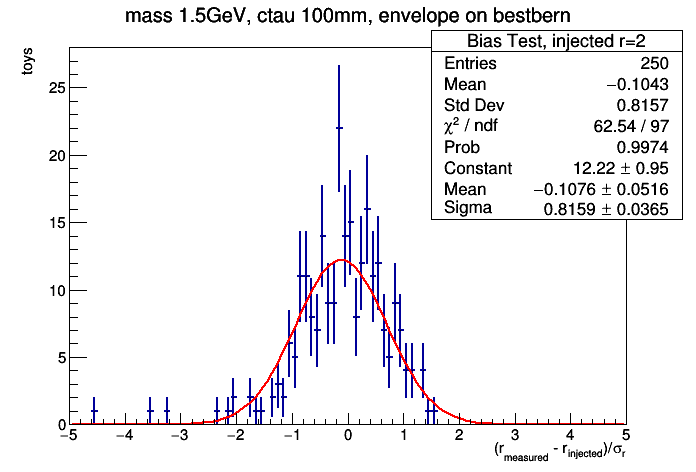 mass 1.5GeV, ctau 100mm, envelope on bestbern
toys
Bias Test, injected r=2
Entries 250
Mean −0.1043
Std Dev 0.8157
χ² / ndf 62.54 / 97
Prob 0.9974
Constant 12.22 ± 0.95
Mean −0.1076 ± 0.0516
Sigma 0.8159 ± 0.0365
25
20
15
10
5
0
−5 −4 −3 −2 −1 0 1 2 3 4 5
(r_measured - r_injected)/σ_r